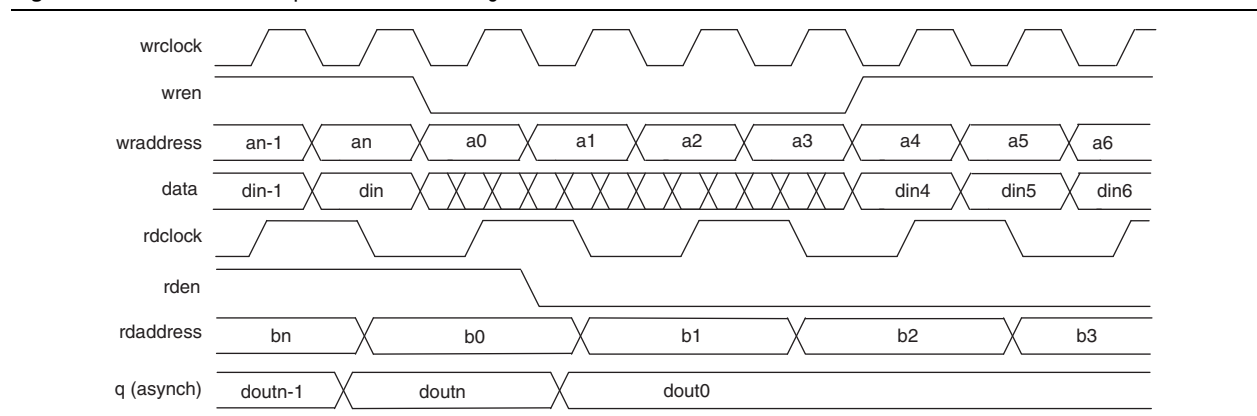 wrclock
wren
wraddress an-1 an a0 a1 a2 a3 a4 a5 a6
data din-1 din din4 din5 din6
rdclock
rden
rdaddress bn b0 b1 b2 b3
q (asynch) doutn-1 doutn dout0